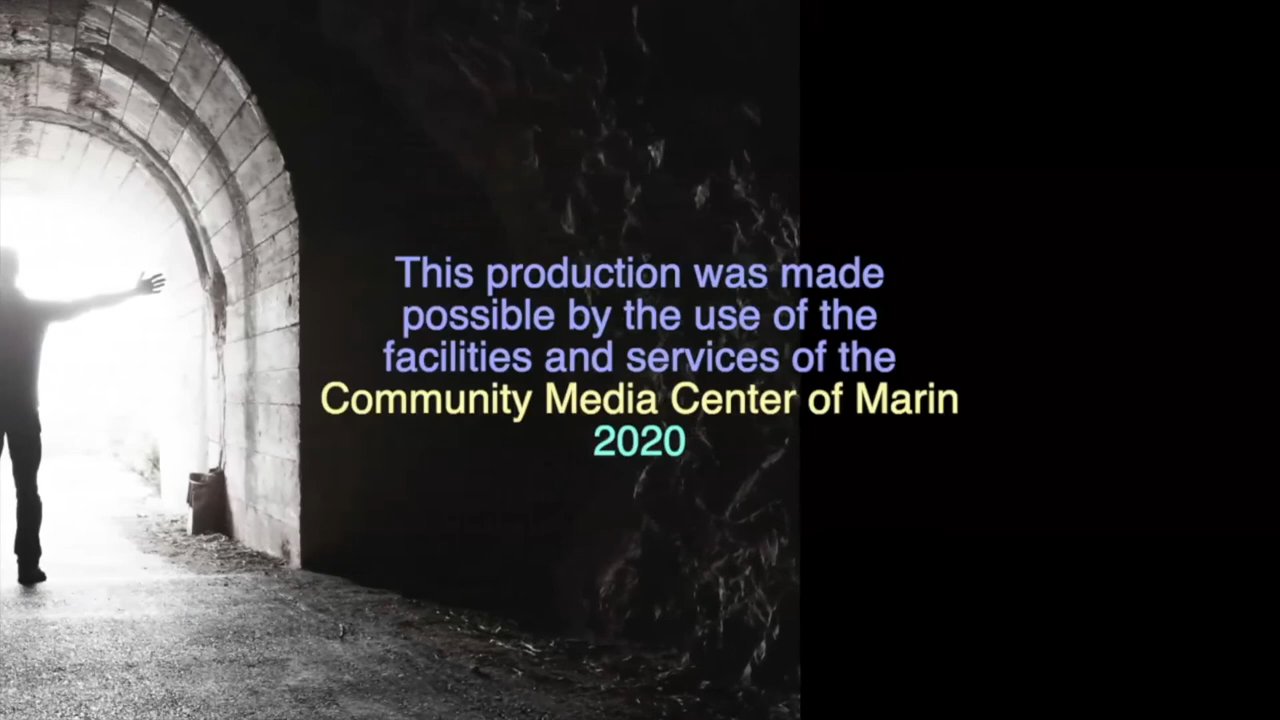 This production was made
possible by the use of the
facilities and services of the
Community Media Center of Marin
2020